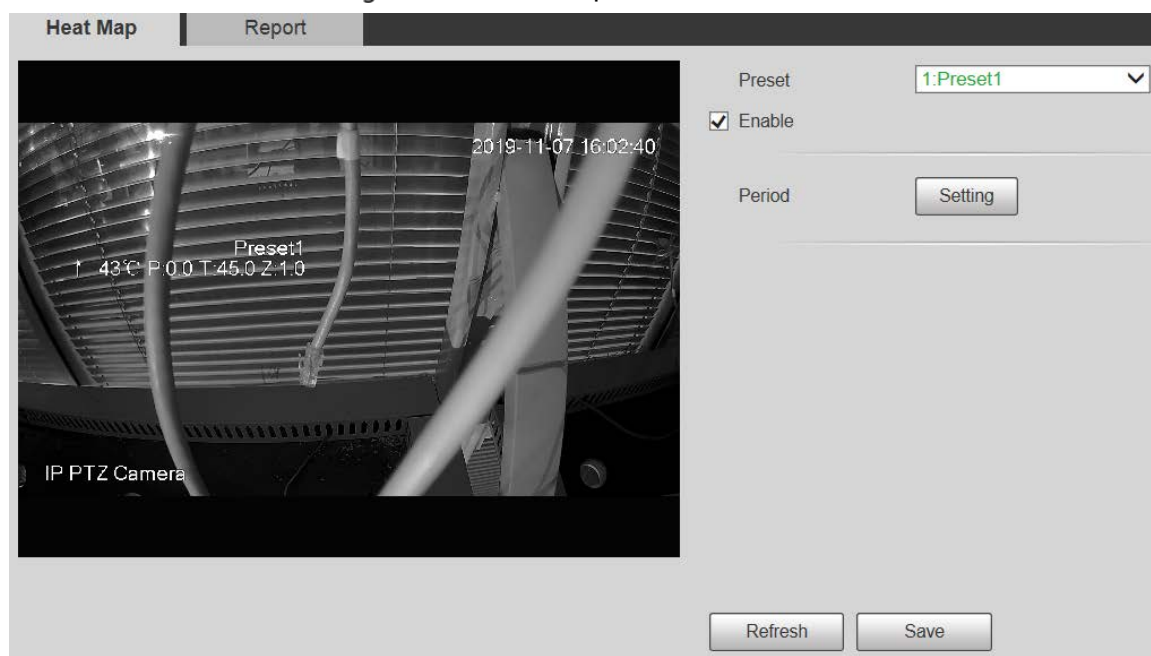 Heat Map
Report
2019-11-07 16:02:40
Preset1
↑ 43℃ P:0.0 T:45.0 Z:1.0
IP PTZ Camera
Preset
1:Preset1
Enable
Period
Setting
Refresh
Save